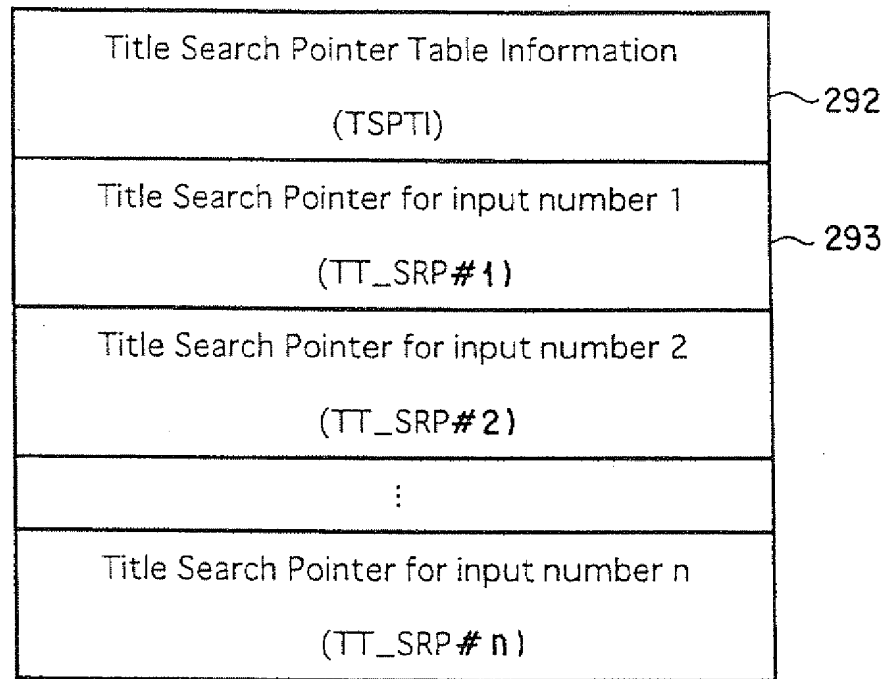 Title Search Pointer Table Information
(TSPTI)
292
Title Search Pointer for input number 1
(TT_SRP#1)
293
Title Search Pointer for input number 2
(TT_SRP#2)
⋮
Title Search Pointer for input number n
(TT_SRP#n)